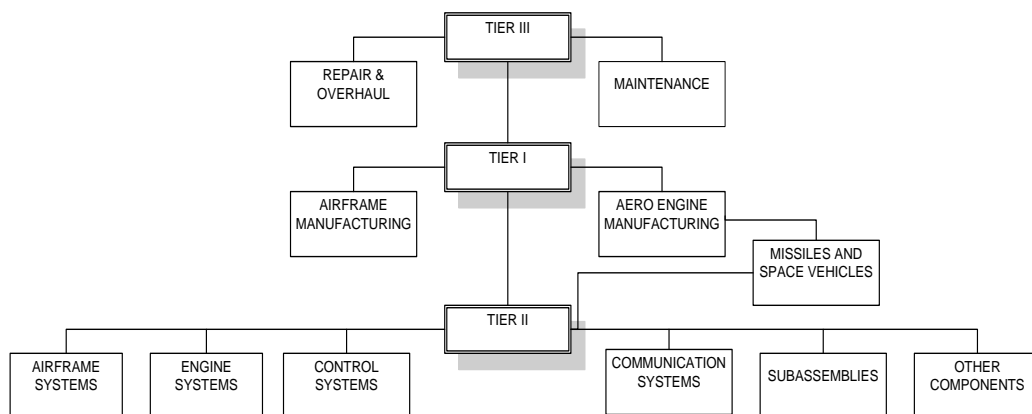 TIER III
REPAIR &
OVERHAUL
MAINTENANCE
TIER I
AIRFRAME
MANUFACTURING
AERO ENGINE
MANUFACTURING
MISSILES AND
SPACE VEHICLES
TIER II
AIRFRAME
SYSTEMS
ENGINE
SYSTEMS
CONTROL
SYSTEMS
COMMUNICATION
SYSTEMS
SUBASSEMBLIES
OTHER
COMPONENTS